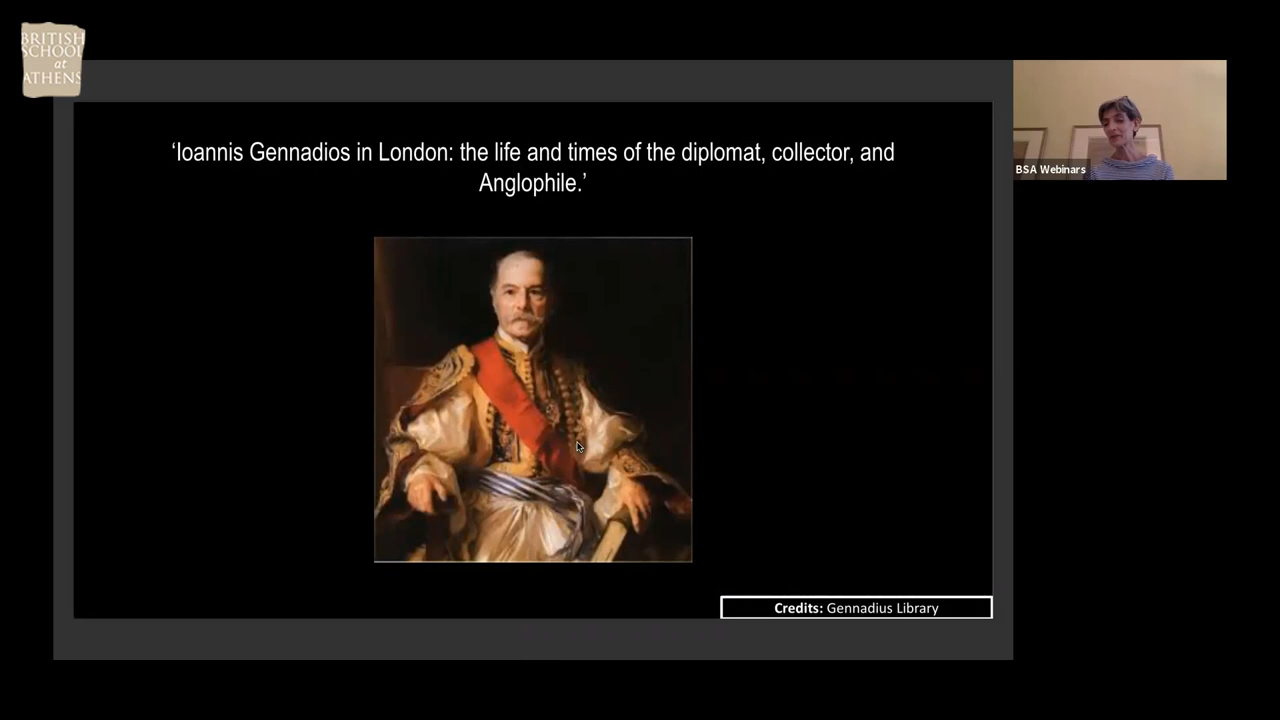 BRITISH
SCHOOL
at
ATHENS
‘Ioannis Gennadios in London: the life and times of the diplomat, collector, and
Anglophile.’
BSA Webinars
Credits: Gennadius Library